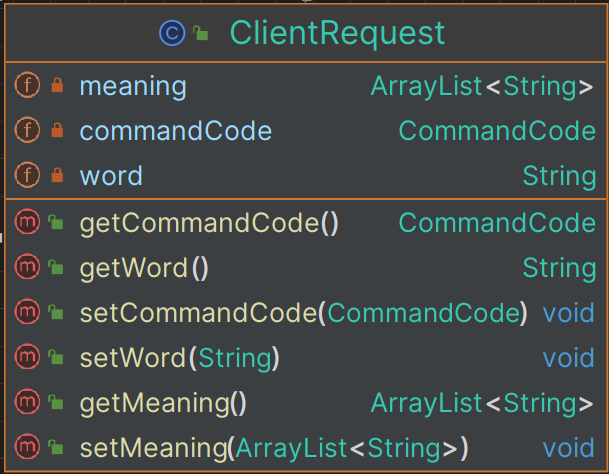 ClientRequest
meaning ArrayList<String>
commandCode CommandCode
word String
getCommandCode() CommandCode
getWord() String
setCommandCode(CommandCode) void
setWord(String) void
getMeaning() ArrayList<String>
setMeaning(ArrayList<String>) void